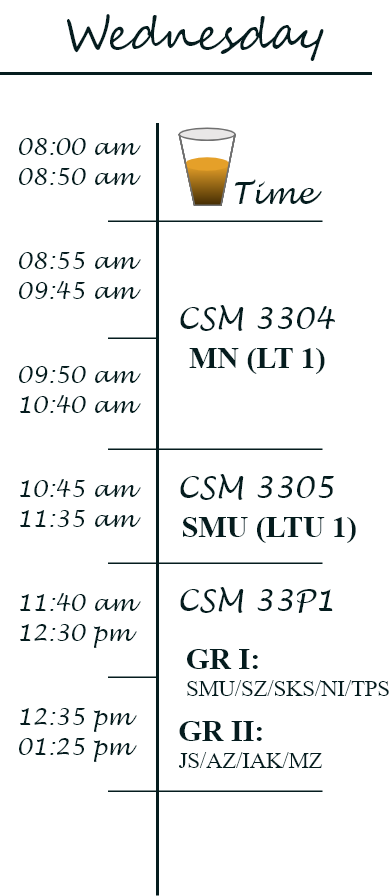 Wednesday
08:00 am
08:50 am
Time
08:55 am
09:45 am
CSM 3304
MN (LT 1)
09:50 am
10:40 am
10:45 am
11:35 am
CSM 3305
SMU (LTU 1)
11:40 am
12:30 pm
CSM 33P1
GR I:
SMU/SZ/SKS/NI/TPS
12:35 pm
01:25 pm
GR II:
JS/AZ/IAK/MZ